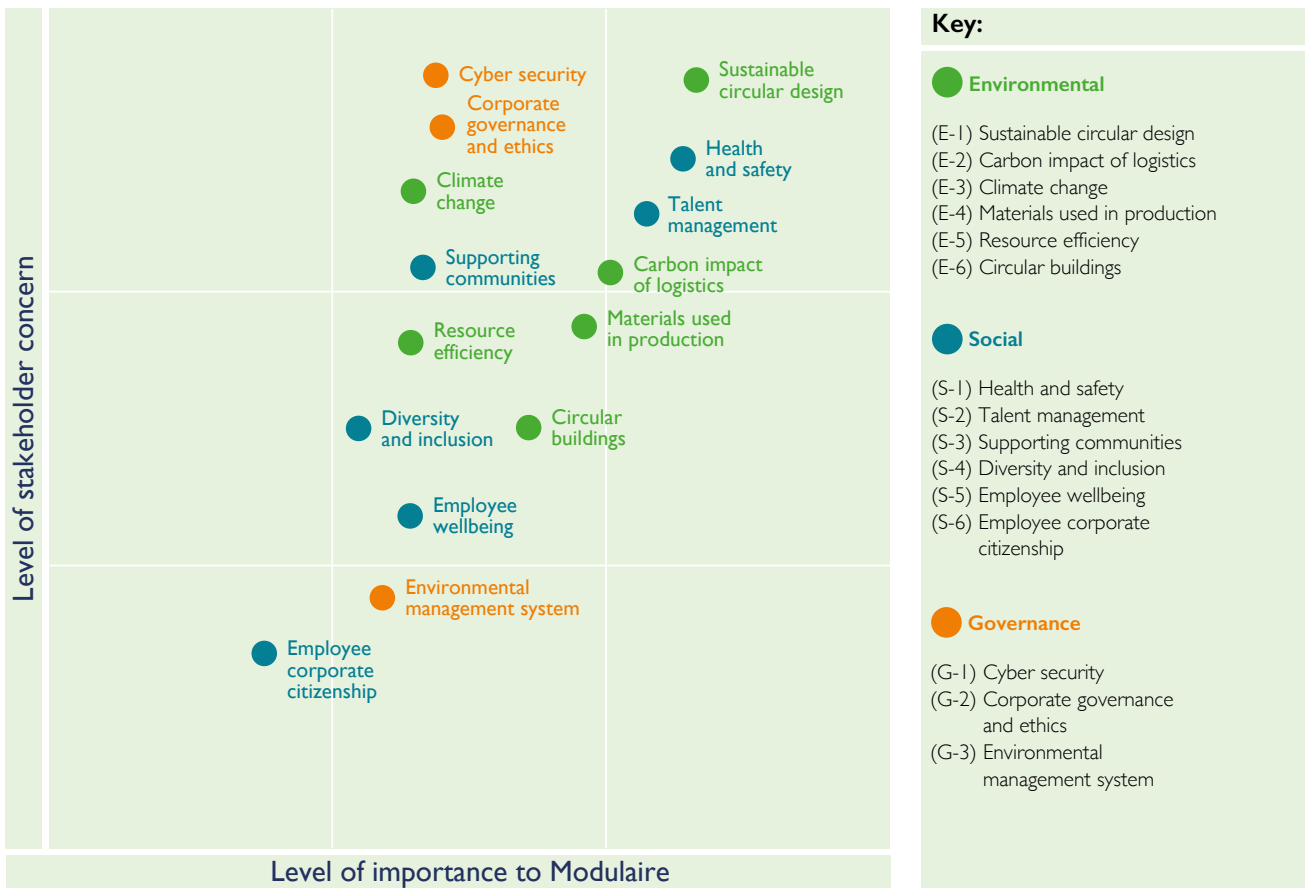 Level of stakeholder concern
Cyber security
Corporate
governance
and ethics
Climate
change
Supporting
communities
Resource
efficiency
Diversity
and inclusion
Employee
wellbeing
Environmental
management system
Employee
corporate
citizenship
Sustainable
circular design
Health
and safety
Talent
management
Carbon impact
of logistics
Materials used
in production
Circular
buildings
Level of importance to Modulaire
Key:
Environmental
(E-1) Sustainable circular design
(E-2) Carbon impact of logistics
(E-3) Climate change
(E-4) Materials used in production
(E-5) Resource efficiency
(E-6) Circular buildings
Social
(S-1) Health and safety
(S-2) Talent management
(S-3) Supporting communities
(S-4) Diversity and inclusion
(S-5) Employee wellbeing
(S-6) Employee corporate
citizenship
Governance
(G-1) Cyber security
(G-2) Corporate governance
and ethics
(G-3) Environmental
management system